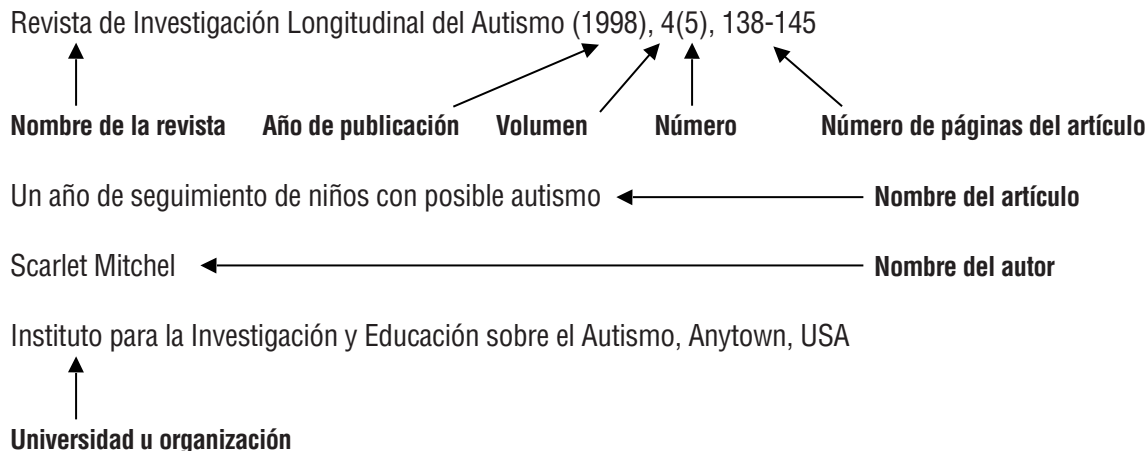 Revista de Investigación Longitudinal del Autismo (1998), 4(5), 138-145
Nombre de la revista Año de publicación Volumen Número Número de páginas del artículo
Un año de seguimiento de niños con posible autismo Nombre del artículo
Scarlet Mitchel Nombre del autor
Instituto para la Investigación y Educación sobre el Autismo, Anytown, USA
Universidad u organización